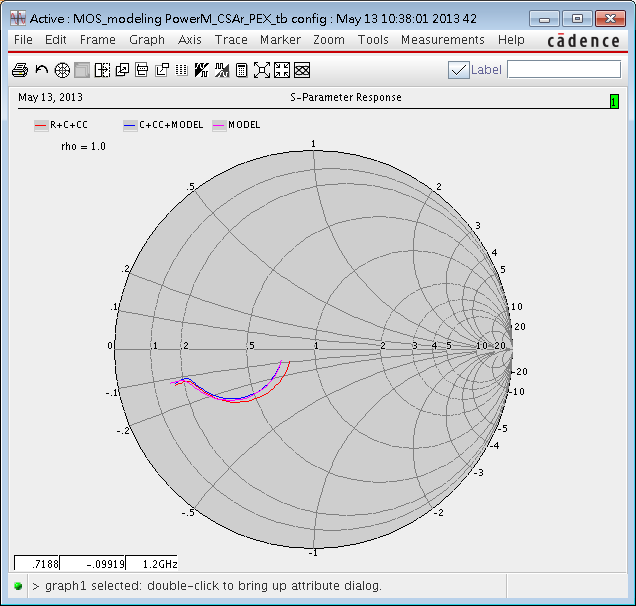 Active : MOS_modeling PowerM_CSAr_PEX_tb config : May 13 10:38:01 2013 42
File Edit Frame Graph Axis Trace Marker Zoom Tools Measurements Help cādence
Label
May 13, 2013 S-Parameter Response 1
R+C+CC C+CC+MODEL MODEL
rho = 1.0
1
.5 2
3
4
.2 5
.1 10
20
0 .1 .2 .5 1 2 3 4 5 10 20
-20
-.1 -10
-.2 -5
-4
-3
-.5 -2
-1
.7188 -.09919 1.2GHz
> graph1 selected: double-click to bring up attribute dialog.